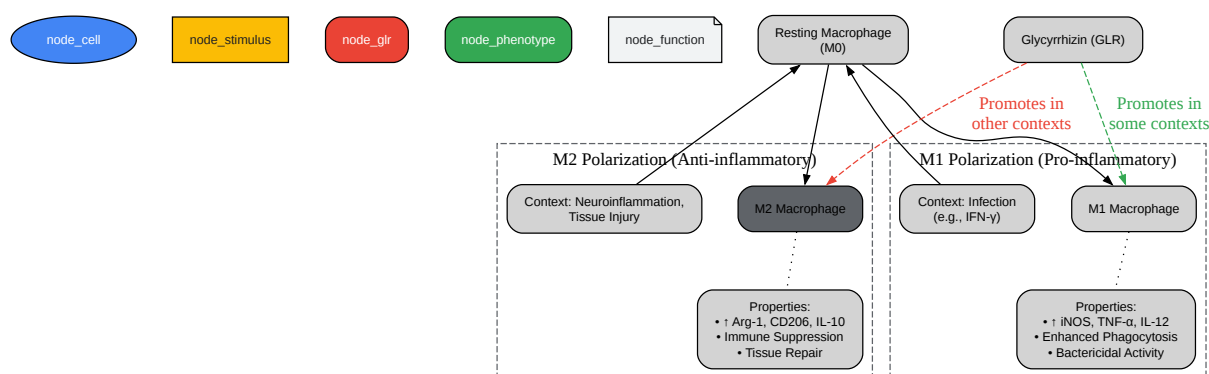 node_cell
node_stimulus
node_glr
node_phenotype
node_function
Resting Macrophage
(M0)
Glycyrrhizin (GLR)
Promotes in
other contexts
Promotes in
some contexts
M2 Polarization (Anti-inflammatory)
M1 Polarization (Pro-inflammatory)
Context: Neuroinflammation,
Tissue Injury
M2 Macrophage
Context: Infection
(e.g., IFN-γ)
M1 Macrophage
Properties:
• ↑ Arg-1, CD206, IL-10
• Immune Suppression
• Tissue Repair
Properties:
• ↑ iNOS, TNF-α, IL-12
• Enhanced Phagocytosis
• Bactericidal Activity